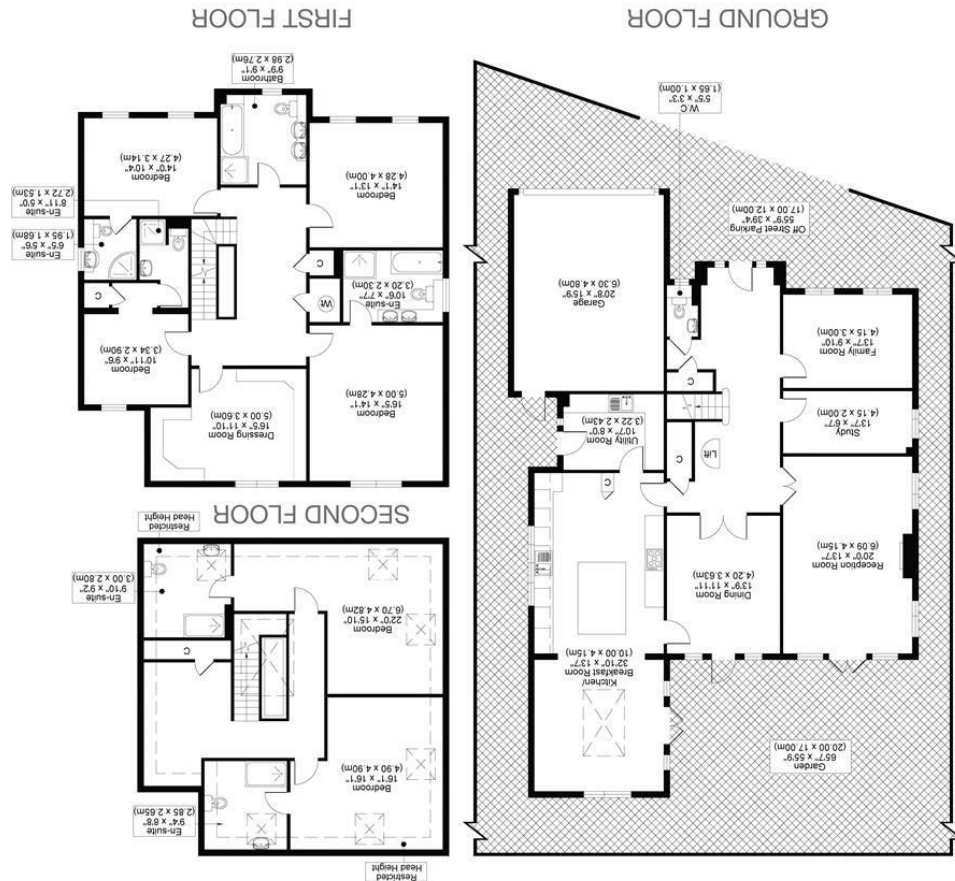 Garden
65'7" x 55'9"
(20.00 x 17.00m)
Kitchen/
Breakfast Room
32'10" x 13'7"
(10.00 x 4.15m)
Reception Room
20'0" x 13'7"
(6.09 x 4.15m)
Dining Room
13'9" x 11'11"
(4.20 x 3.63m)
C
Lift
C
Utility Room
10'7" x 8'0"
(3.22 x 2.43m)
Study
13'7" x 6'7"
(4.15 x 2.00m)
C
Family Room
13'7" x 9'10"
(4.15 x 3.00m)
Garage
20'8" x 15'9"
(6.30 x 4.80m)
Off Street Parking
55'9" x 39'4"
(17.00 x 12.00m)
W.C
5'5" x 3'3"
(1.65 x 1.00m)
GROUND FLOOR
Restricted
Head Height
En-suite
9'4" x 8'8"
(2.85 x 2.65m)
Bedroom
16'1" x 16'1"
(4.90 x 4.90m)
C
Bedroom
22'0" x 15'10"
(6.70 x 4.82m)
En-suite
9'10" x 9'2"
(3.00 x 2.80m)
Restricted
Head Height
SECOND FLOOR
Bedroom
16'5" x 14'1"
(5.00 x 4.28m)
Dressing Room
16'5" x 11'10"
(5.00 x 3.60m)
Bedroom
10'11" x 9'6"
(3.34 x 2.90m)
En-suite
10'6" x 7'7"
(3.20 x 2.30m)
Wt
C
C
En-suite
6'5" x 5'6"
(1.95 x 1.68m)
En-suite
8'11" x 5'0"
(2.72 x 1.53m)
Bedroom
14'1" x 13'1"
(4.28 x 4.00m)
Bedroom
14'0" x 10'4"
(4.27 x 3.14m)
Bathroom
9'9" x 9'1"
(2.98 x 2.76m)
FIRST FLOOR